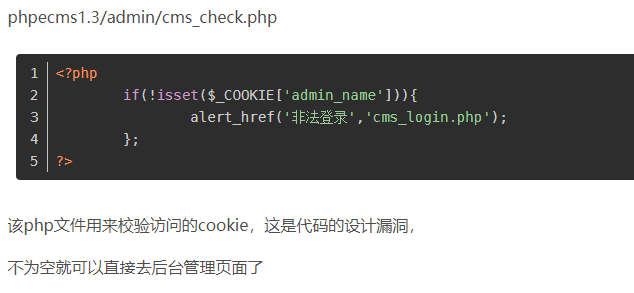 phpecms1.3/admin/cms_check.php
1 <?php
2 if(!isset($_COOKIE['admin_name'])){
3 alert_href('非法登录','cms_login.php');
4 };
5 ?>
该php文件用来校验访问的cookie，这是代码的设计漏洞，
不为空就可以直接去后台管理页面了